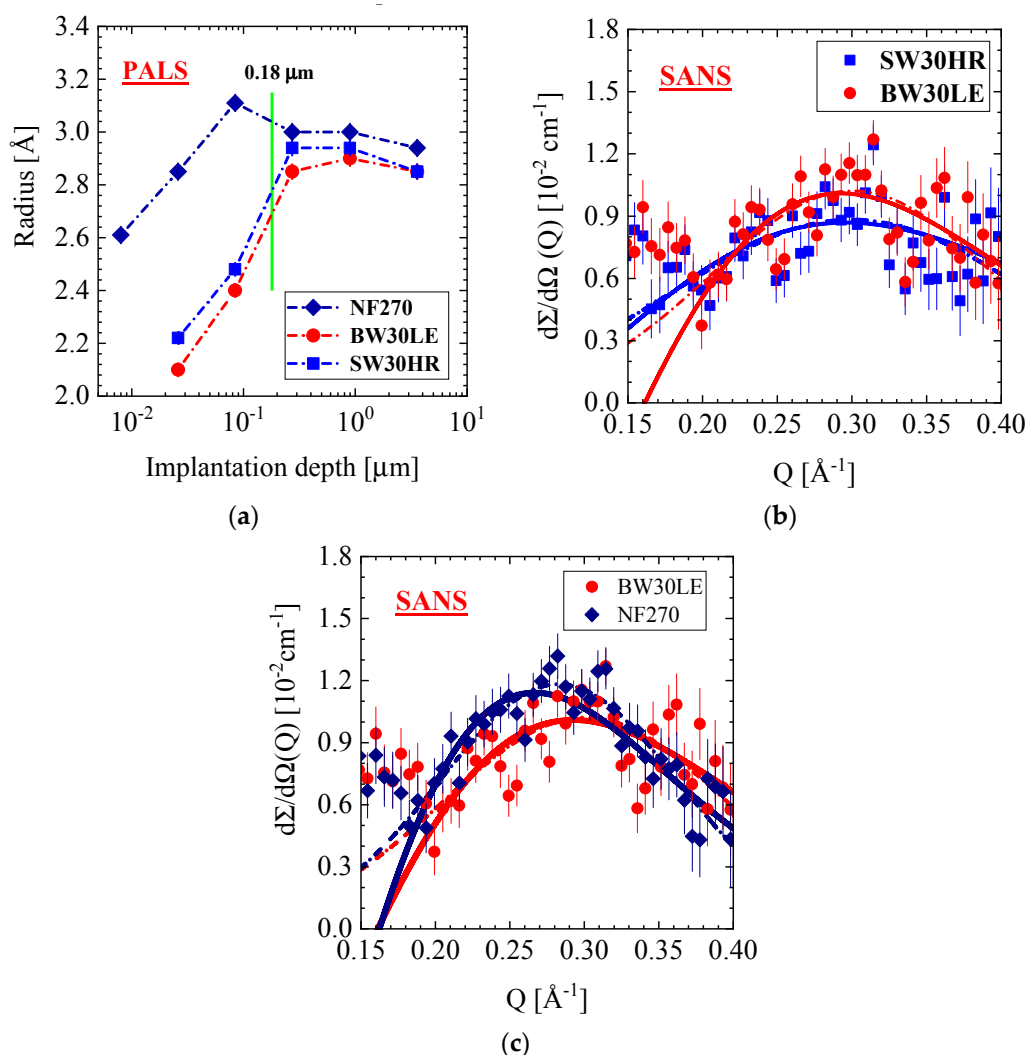 PALS
0.18 μm
3.4
3.2
3.0
2.8
2.6
2.4
2.2
2.0
Radius [Å]
NF270
BW30LE
SW30HR
10⁻² 10⁻¹ 10⁰ 10¹
Implantation depth [μm]
(a)
SANS
SW30HR
BW30LE
1.8
1.5
1.2
0.9
0.6
0.3
0.0
dΣ/dΩ (Q) [10⁻² cm⁻¹]
0.15 0.20 0.25 0.30 0.35 0.40
Q [Å⁻¹]
(b)
SANS
BW30LE
NF270
1.8
1.5
1.2
0.9
0.6
0.3
0.0
dΣ/dΩ(Q) [10⁻²cm⁻¹]
0.15 0.20 0.25 0.30 0.35 0.40
Q [Å⁻¹]
(c)